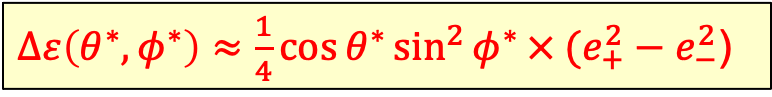 Δε(θ*, ϕ*) ≈ 1/4 cos θ* sin² ϕ* × (e₊² − e₋²)